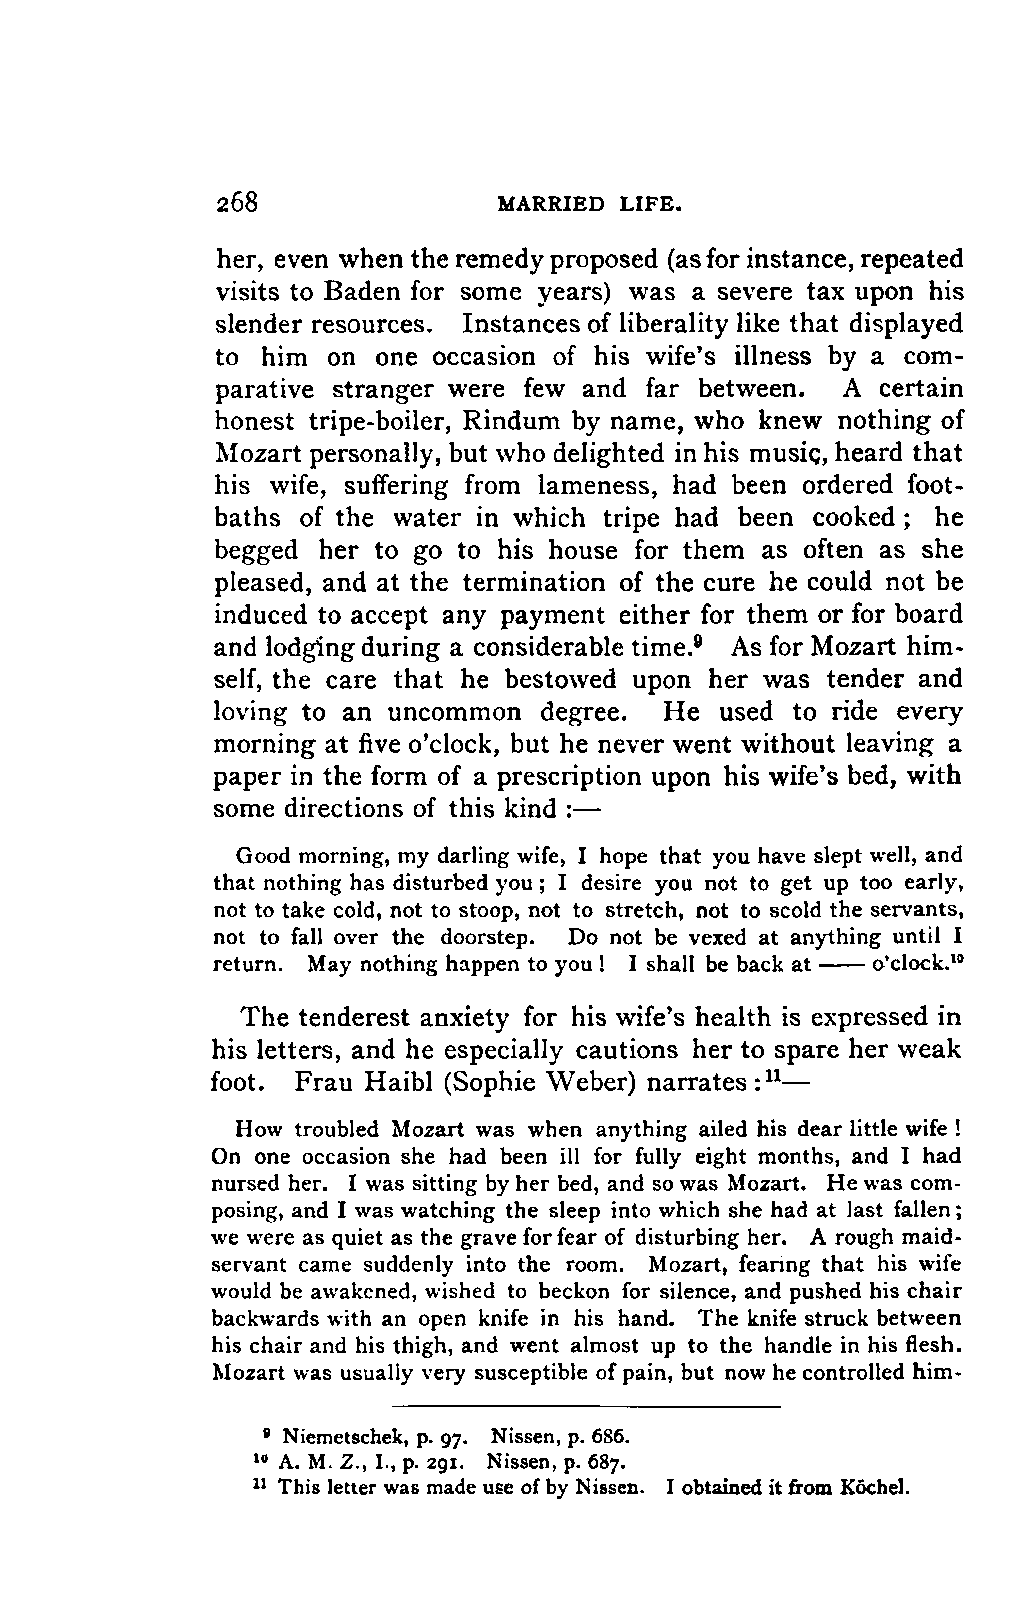 268 MARRIED LIFE.
her, even when the remedy proposed (as for instance, repeated
visits to Baden for some years) was a severe tax upon his
slender resources. Instances of liberality like that displayed
to him on one occasion of his wife's illness by a com-
parative stranger were few and far between. A certain
honest tripe-boiler, Rindum by name, who knew nothing of
Mozart personally, but who delighted in his music, heard that
his wife, suffering from lameness, had been ordered foot-
baths of the water in which tripe had been cooked; he
begged her to go to his house for them as often as she
pleased, and at the termination of the cure he could not be
induced to accept any payment either for them or for board
and lodging during a considerable time.⁹ As for Mozart him-
self, the care that he bestowed upon her was tender and
loving to an uncommon degree. He used to ride every
morning at five o'clock, but he never went without leaving a
paper in the form of a prescription upon his wife's bed, with
some directions of this kind :—
Good morning, my darling wife, I hope that you have slept well, and
that nothing has disturbed you; I desire you not to get up too early,
not to take cold, not to stoop, not to stretch, not to scold the servants,
not to fall over the doorstep. Do not be vexed at anything until I
return. May nothing happen to you! I shall be back at —— o'clock.¹⁰
The tenderest anxiety for his wife's health is expressed in
his letters, and he especially cautions her to spare her weak
foot. Frau Haibl (Sophie Weber) narrates :¹¹—
How troubled Mozart was when anything ailed his dear little wife!
On one occasion she had been ill for fully eight months, and I had
nursed her. I was sitting by her bed, and so was Mozart. He was com-
posing, and I was watching the sleep into which she had at last fallen;
we were as quiet as the grave for fear of disturbing her. A rough maid-
servant came suddenly into the room. Mozart, fearing that his wife
would be awakened, wished to beckon for silence, and pushed his chair
backwards with an open knife in his hand. The knife struck between
his chair and his thigh, and went almost up to the handle in his flesh.
Mozart was usually very susceptible of pain, but now he controlled him-
⁹ Niemetschek, p. 97. Nissen, p. 686.
¹⁰ A. M. Z., I., p. 291. Nissen, p. 687.
¹¹ This letter was made use of by Nissen. I obtained it from Köchel.